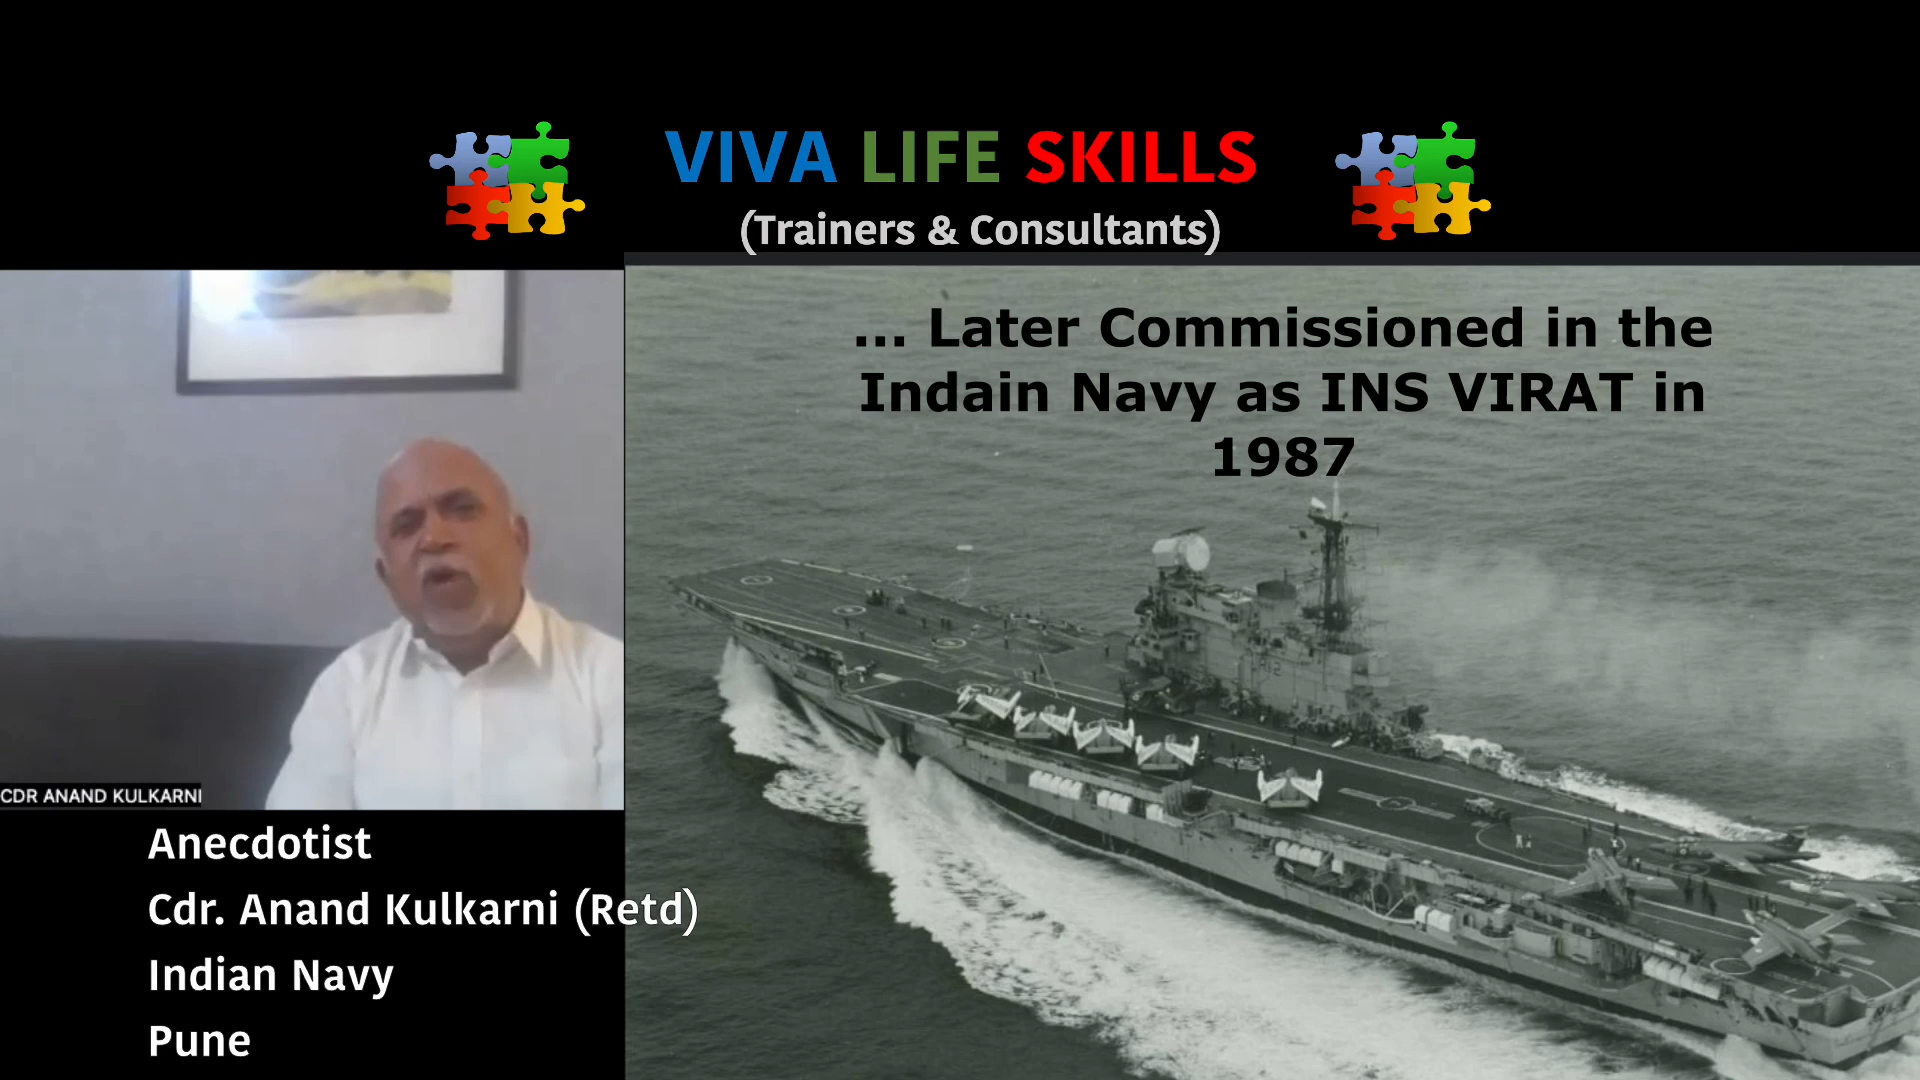 VIVA LIFE SKILLS
(Trainers & Consultants)
... Later Commissioned in the
Indain Navy as INS VIRAT in
1987
R12
CDR ANAND KULKARNI
Anecdotist
Cdr. Anand Kulkarni (Retd)
Indian Navy
Pune